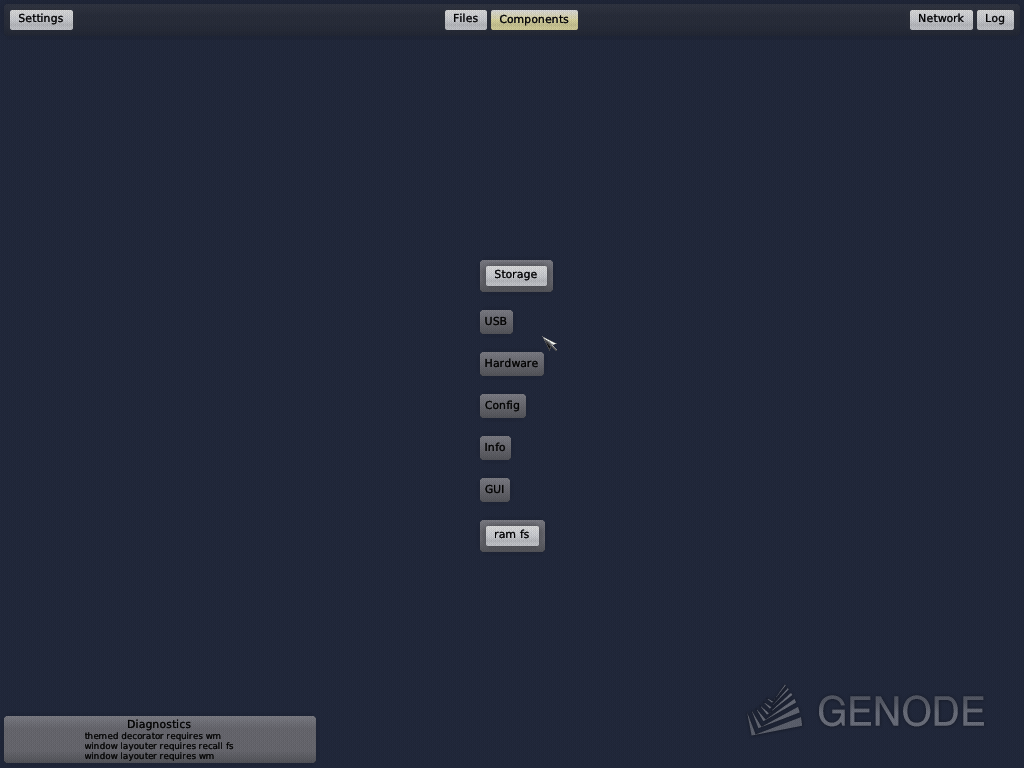 Settings
Files
Components
Network
Log
Storage
USB
Hardware
Config
Info
GUI
ram fs
GENODE
Diagnostics
themed decorator requires wm
window layouter requires recall fs
window layouter requires wm